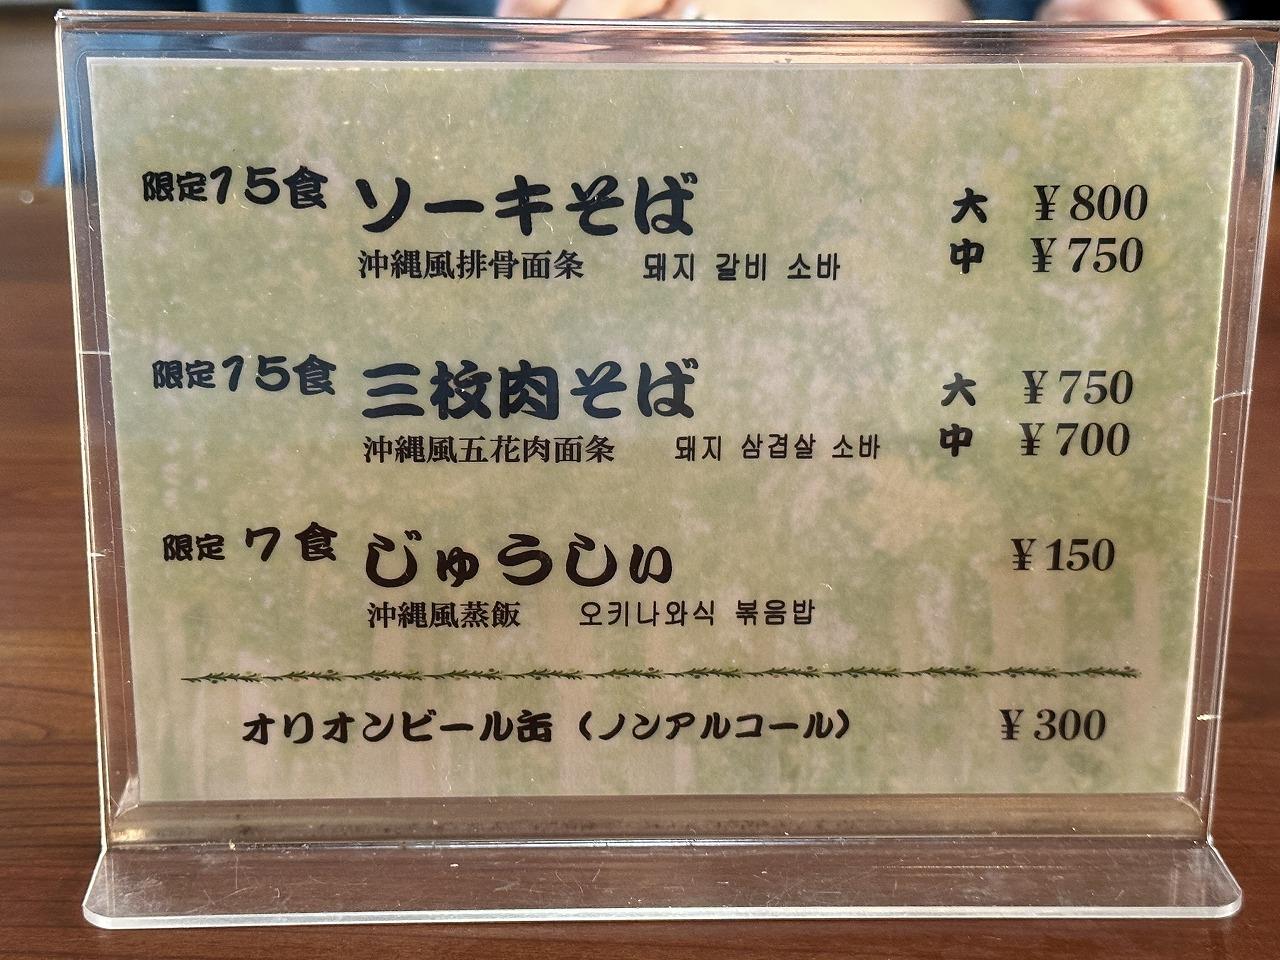 限定15食 ソーキそば 大 ¥800
沖縄風排骨面条 돼지 갈비 소바 中 ¥750
限定15食 三枚肉そば 大 ¥750
沖縄風五花肉面条 돼지 삼겹살 소바 中 ¥700
限定 7 食 じゅうしぃ ¥150
沖縄風蒸飯 오키나와식 볶음밥
オリオンビール缶（ノンアルコール） ¥300